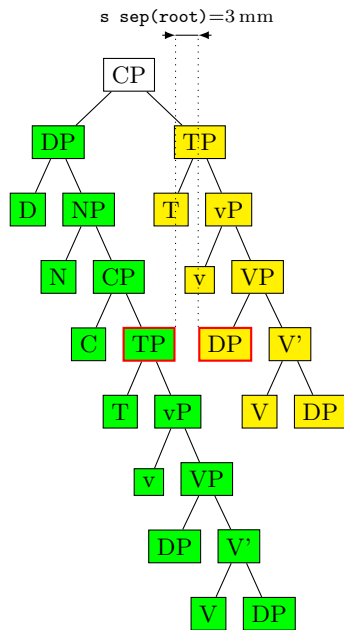 s sep(root)=3 mm
CP
DP TP
D NP T vP
N CP v VP
C TP DP V'
T vP V DP
v VP
DP V'
V DP